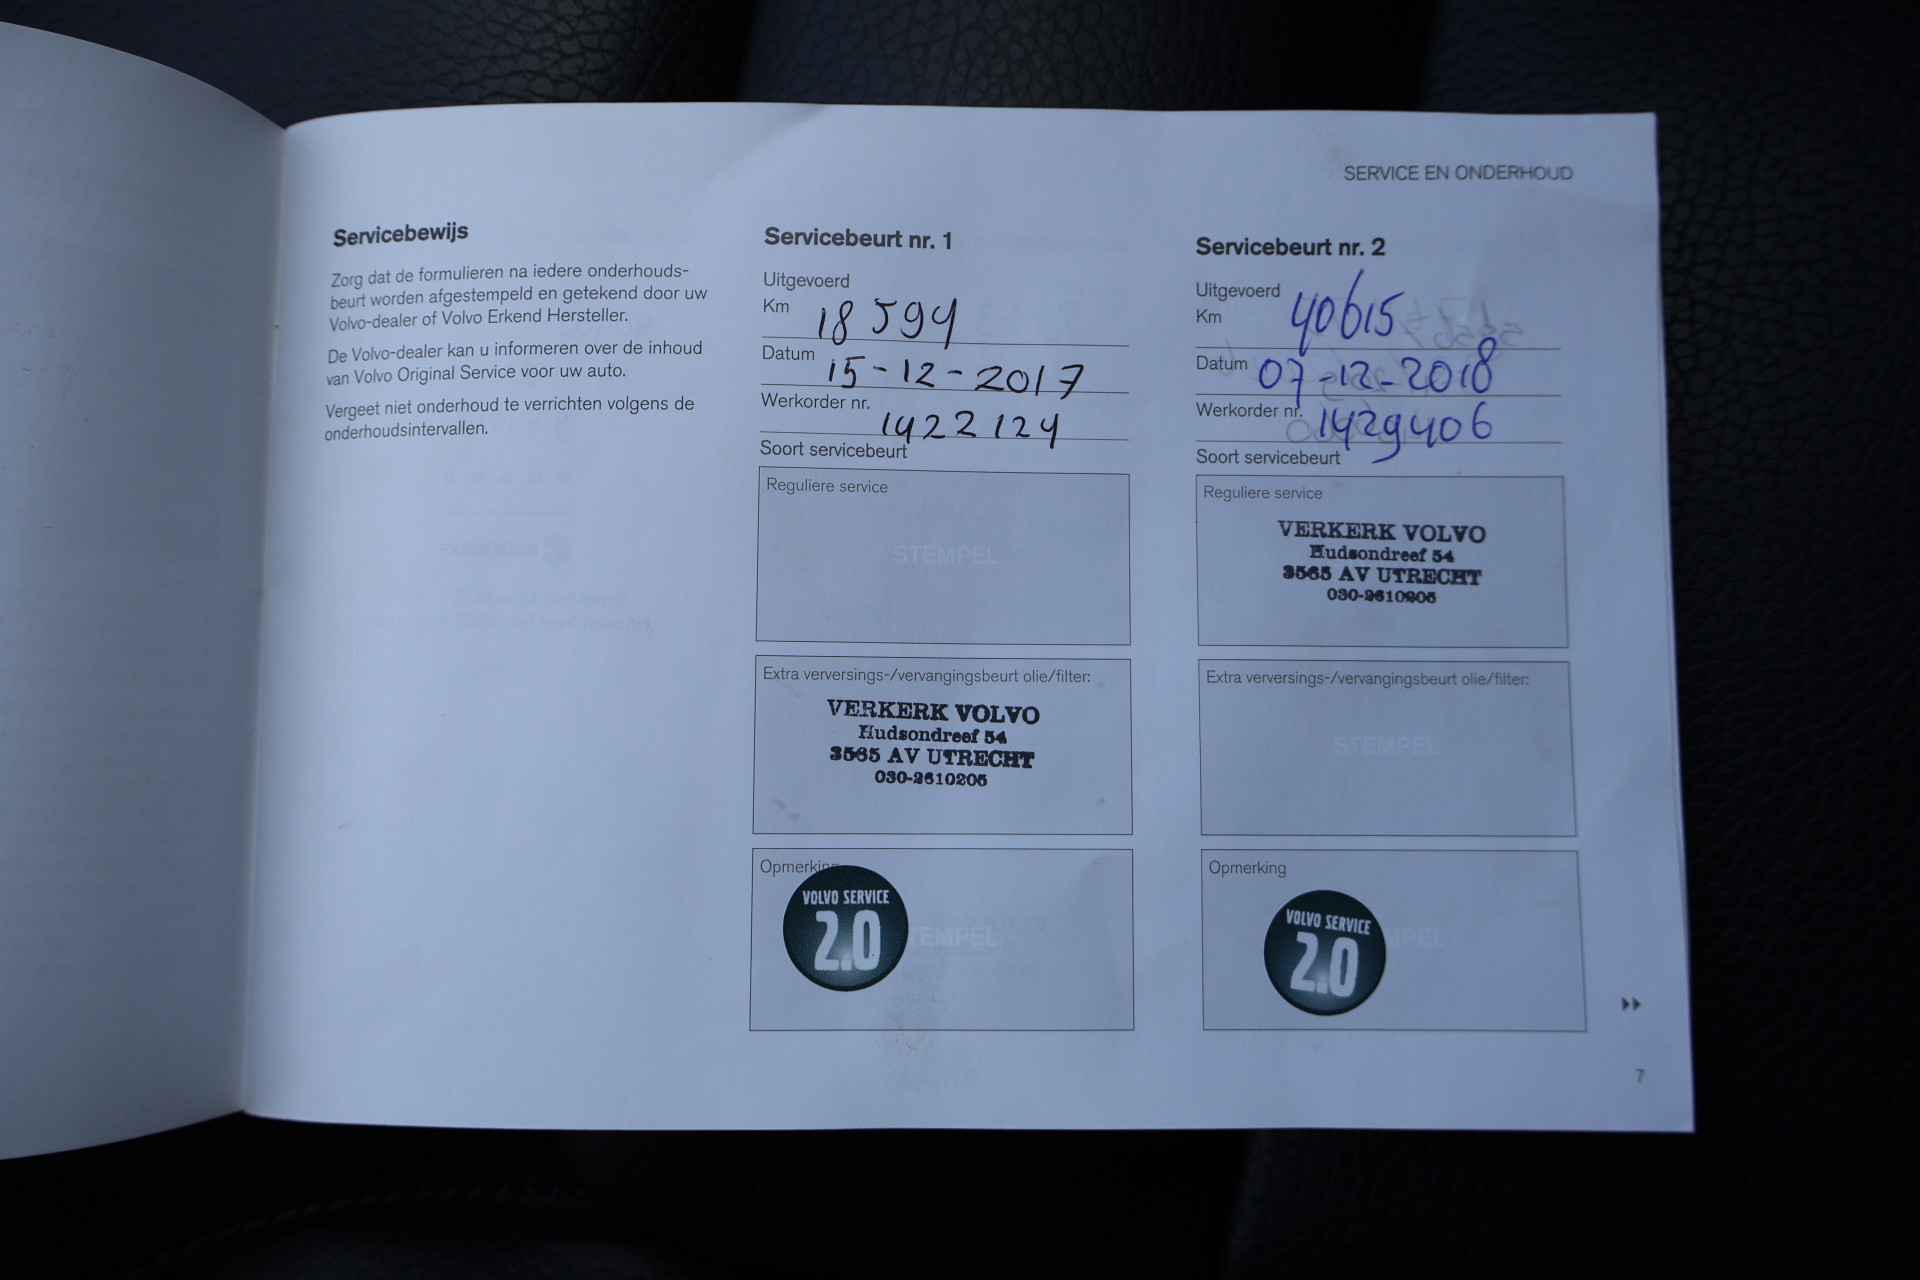 SERVICE EN ONDERHOUD
Servicebewijs
Zorg dat de formulieren na iedere onderhouds-
beurt worden afgestempeld en getekend door uw
Volvo-dealer of Volvo Erkend Hersteller.
De Volvo-dealer kan u informeren over de inhoud
van Volvo Original Service voor uw auto.
Vergeet niet onderhoud te verrichten volgens de
onderhoudsintervallen.
Servicebeurt nr. 1
Uitgevoerd
Km 18594
Datum 15-12-2017
Werkorder nr. 1422124
Soort servicebeurt
Reguliere service
STEMPEL
Extra verversings-/vervangingsbeurt olie/filter:
VERKERK VOLVO
Hudsondreef 54
3565 AV UTRECHT
030-2610205
Opmerking
VOLVO SERVICE
2.0
Servicebeurt nr. 2
Uitgevoerd
Km 40615
Datum 07-12-2018
Werkorder nr. 1429406
Soort servicebeurt
Reguliere service
VERKERK VOLVO
Hudsondreef 54
3565 AV UTRECHT
030-2610205
Extra verversings-/vervangingsbeurt olie/filter:
STEMPEL
Opmerking
VOLVO SERVICE
2.0
7